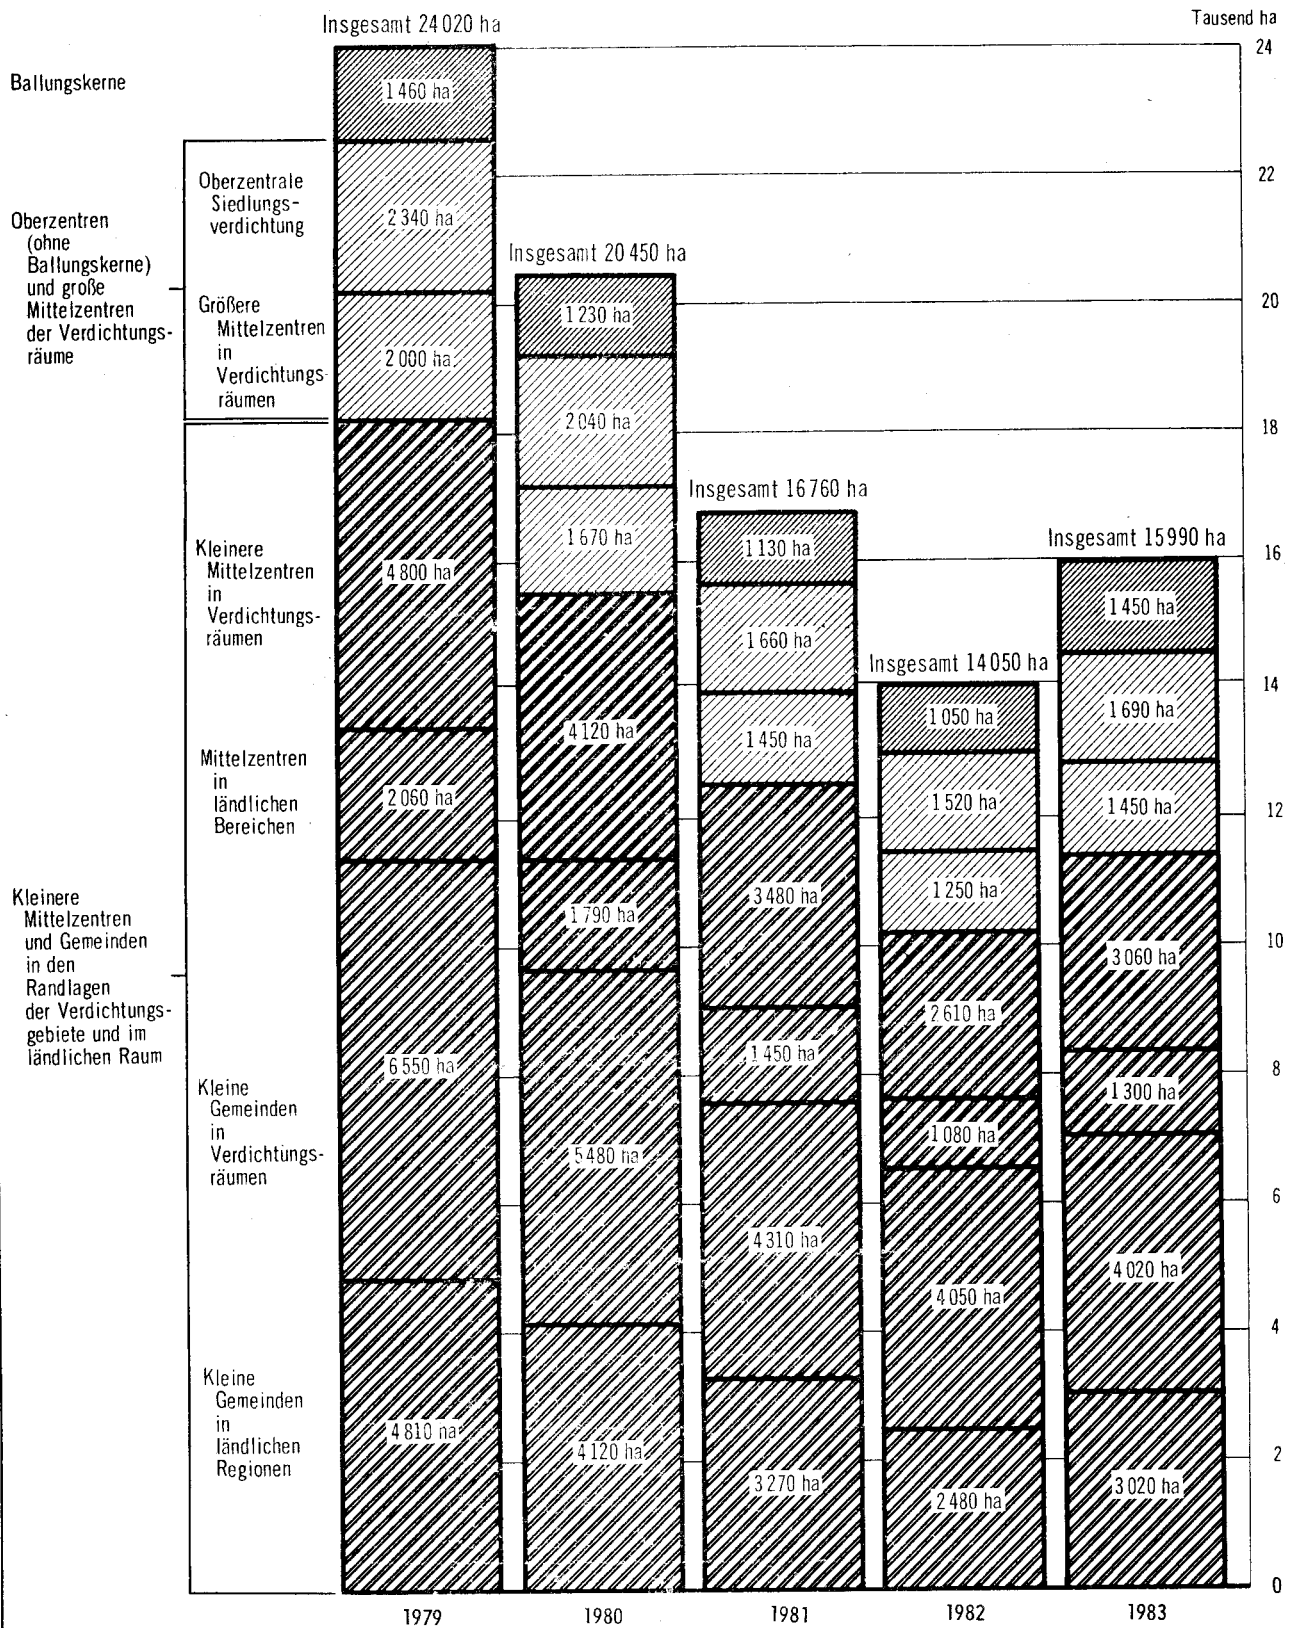 Tausend ha
Insgesamt 24 020 ha
Ballungskerne
Oberzentren
(ohne
Ballungskerne)
und große
Mittelzentren
der Verdichtungs-
räume
Oberzentrale
Siedlungs-
verdichtung
Größere
Mittelzentren
in
Verdichtungs-
räumen
Kleinere
Mittelzentren
und Gemeinden
in den
Randlagen
der Verdichtungs-
gebiete und im
ländlichen Raum
Kleinere
Mittelzentren
in
Verdichtungs-
räumen
Mittelzentren
in
ländlichen
Bereichen
Kleine
Gemeinden
in
Verdichtungs-
räumen
Kleine
Gemeinden
in
ländlichen
Regionen
1 460 ha
2 340 ha
2 000 ha
4 800 ha
2 060 ha
6 550 ha
4 810 ha
1979
Insgesamt 20 450 ha
1 230 ha
2 040 ha
1 670 ha
4 120 ha
1 790 ha
5 480 ha
4 120 ha
1980
Insgesamt 16 760 ha
1 130 ha
1 660 ha
1 450 ha
3 480 ha
1 450 ha
4 310 ha
3 270 ha
1981
Insgesamt 14 050 ha
1 050 ha
1 520 ha
1 250 ha
2 610 ha
1 080 ha
4 050 ha
2 480 ha
1982
Insgesamt 15 990 ha
1 450 ha
1 690 ha
1 450 ha
3 060 ha
1 300 ha
4 020 ha
3 020 ha
1983
24
22
20
18
16
14
12
10
8
6
4
2
0